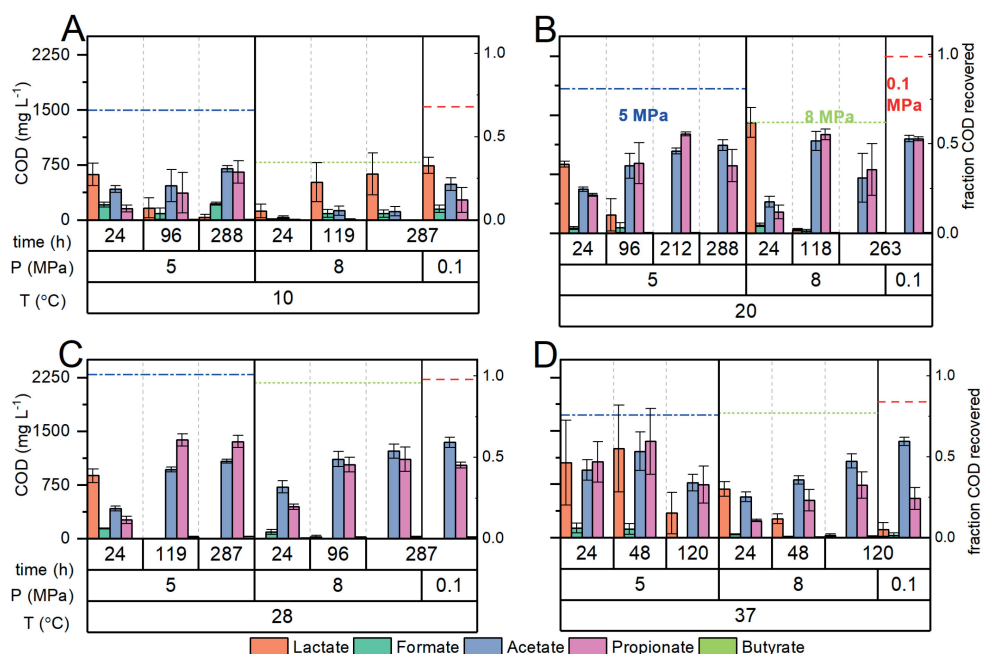 A
B
2250
1500
750
0
COD (mg L⁻¹)
1.0
0.5
0.0
1.0
0.5
0.0
fraction COD recovered
5 MPa
8 MPa
0.1
MPa
time (h)
24 96 288 24 119 287
24 96 212 288 24 118 263
P (MPa)
5 8 0.1
5 8 0.1
T (°C)
10
20
C
D
2250
1500
750
0
COD (mg L⁻¹)
1.0
0.5
0.0
1.0
0.5
0.0
fraction COD recovered
time (h)
24 119 287 24 96 287
24 48 120 24 48 120
P (MPa)
5 8 0.1
5 8 0.1
T (°C)
28
37
Lactate Formate Acetate Propionate Butyrate